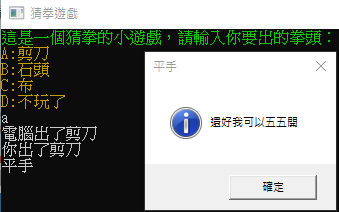 猜拳遊戲
這是一個猜拳的小遊戲，請輸入你要出的拳頭：
A:剪刀
B:石頭
C:布
D:不玩了
a
電腦出了剪刀
你出了剪刀
平手
平手
還好我可以五五開
確定